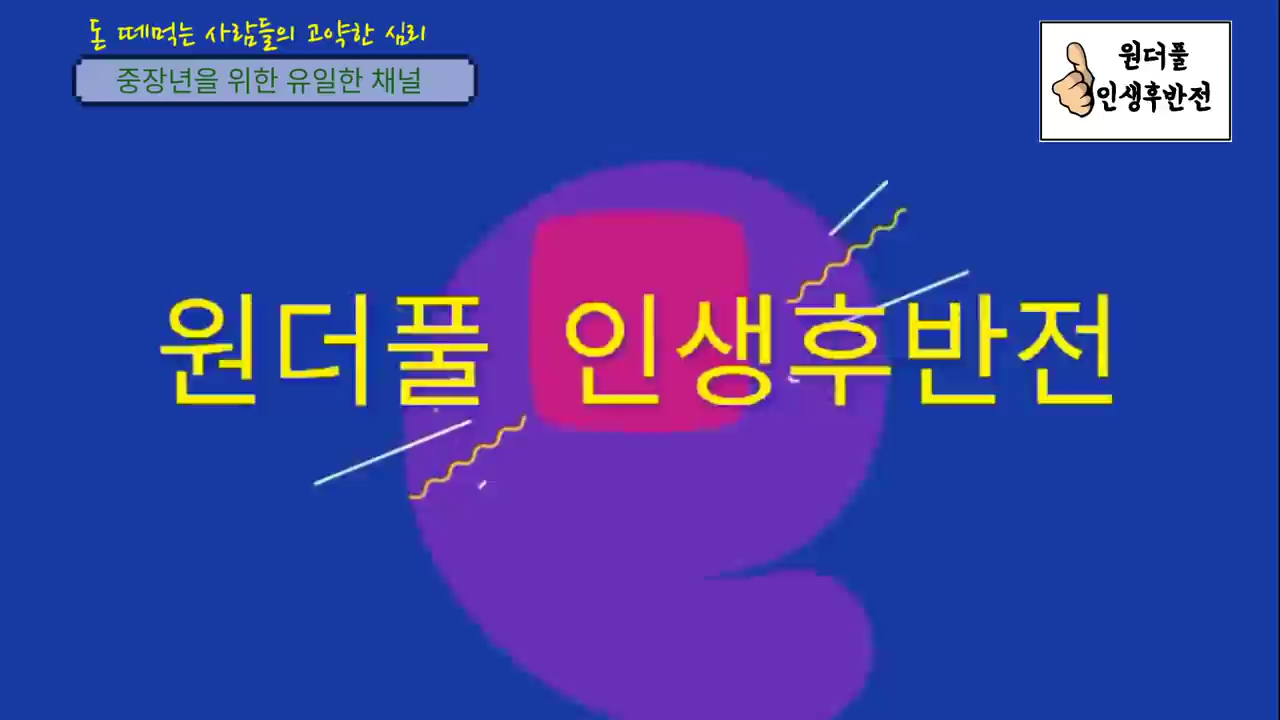 돈 떼먹는 사람들의 고약한 심리
중장년을 위한 유일한 채널
원더풀
인생후반전
원더풀 인생후반전